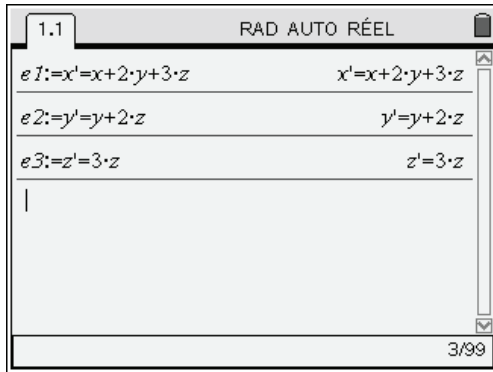 1.1 RAD AUTO RÉEL
e1:=x'=x+2·y+3·z x'=x+2·y+3·z
e2:=y'=y+2·z y'=y+2·z
e3:=z'=3·z z'=3·z
3/99